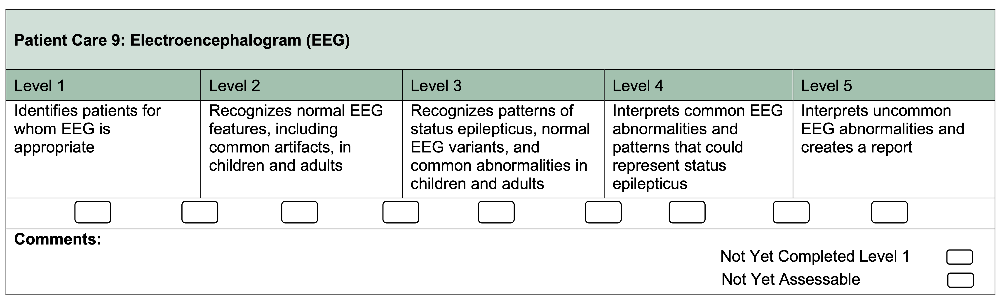 Patient Care 9: Electroencephalogram (EEG)
Level 1
Level 2
Level 3
Level 4
Level 5
Identifies patients for
whom EEG is
appropriate
Recognizes normal EEG
features, including
common artifacts, in
children and adults
Recognizes patterns of
status epilepticus, normal
EEG variants, and
common abnormalities in
children and adults
Interprets common EEG
abnormalities and
patterns that could
represent status
epilepticus
Interprets uncommon
EEG abnormalities and
creates a report
Comments:
Not Yet Completed Level 1
Not Yet Assessable